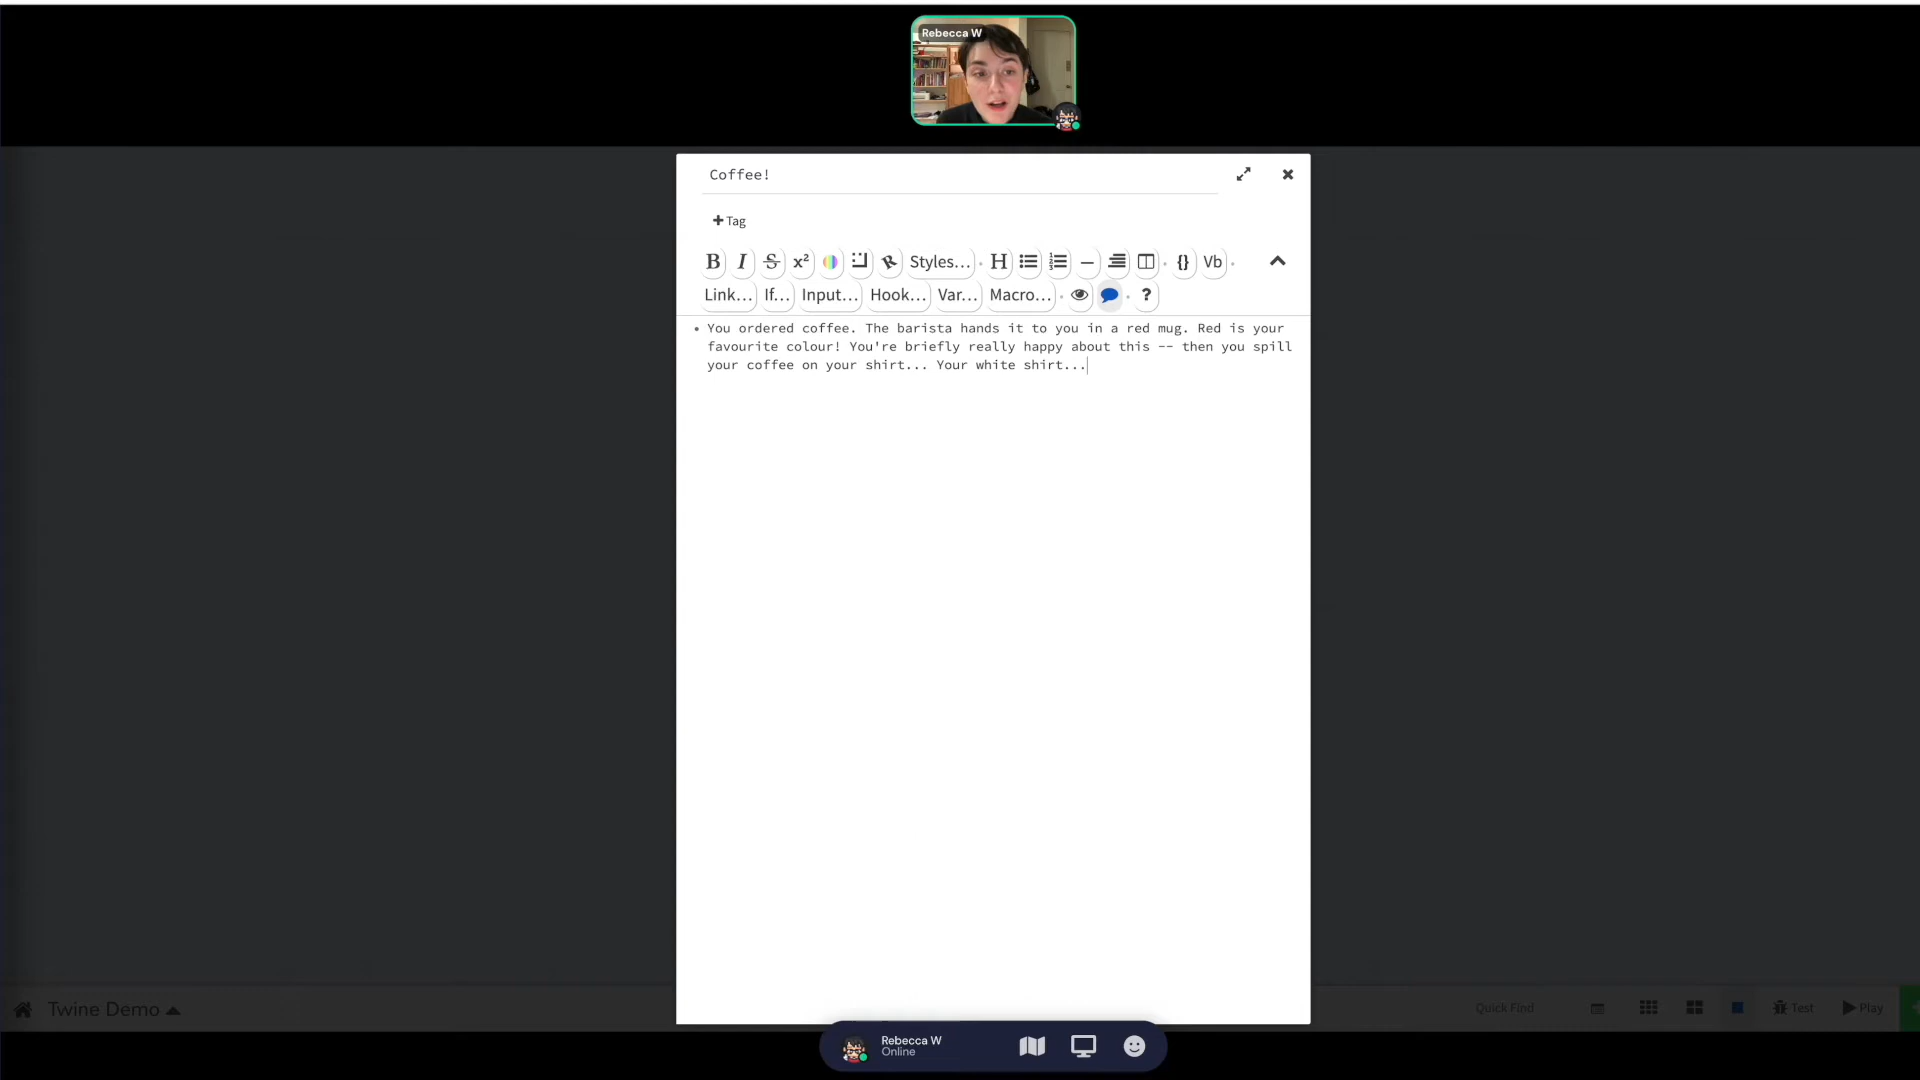 Rebecca W
Coffee!
+ Tag
B I S x² Styles... H {} Vb
Link... If... Input... Hook... Var... Macro... ?
You ordered coffee. The barista hands it to you in a red mug. Red is your
favourite colour! You're briefly really happy about this -- then you spill
your coffee on your shirt... Your white shirt...
Twine Demo
Quick Find
Test
Play
Rebecca W
Online